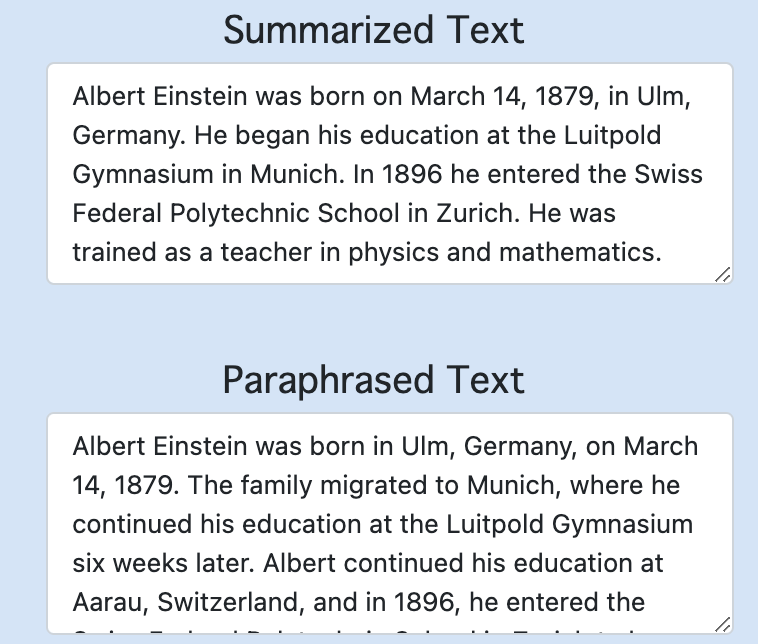 Summarized Text
Albert Einstein was born on March 14, 1879, in Ulm,
Germany. He began his education at the Luitpold
Gymnasium in Munich. In 1896 he entered the Swiss
Federal Polytechnic School in Zurich. He was
trained as a teacher in physics and mathematics.
Paraphrased Text
Albert Einstein was born in Ulm, Germany, on March
14, 1879. The family migrated to Munich, where he
continued his education at the Luitpold Gymnasium
six weeks later. Albert continued his education at
Aarau, Switzerland, and in 1896, he entered the